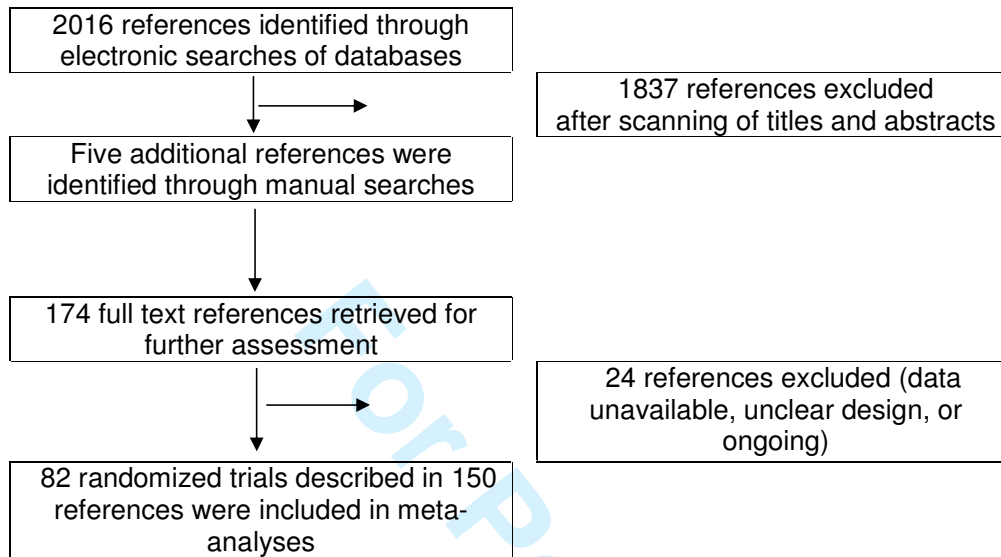 2016 references identified through
electronic searches of databases
1837 references excluded
after scanning of titles and abstracts
Five additional references were
identified through manual searches
174 full text references retrieved for
further assessment
24 references excluded (data
unavailable, unclear design, or
ongoing)
82 randomized trials described in 150
references were included in meta-
analyses
For